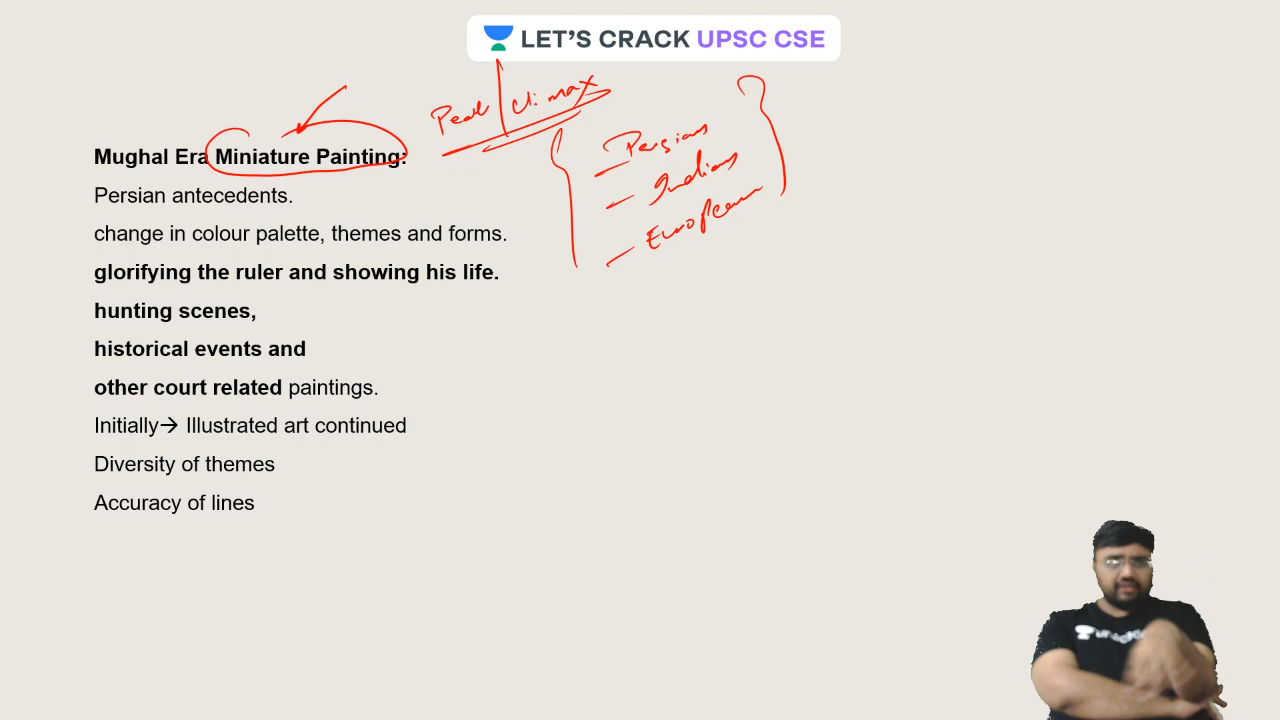 LET'S CRACK UPSC CSE
Peak climax
Mughal Era Miniature Painting:
Persian
Indian
European
Persian antecedents.
change in colour palette, themes and forms.
glorifying the ruler and showing his life.
hunting scenes,
historical events and
other court related paintings.
Initially→ Illustrated art continued
Diversity of themes
Accuracy of lines